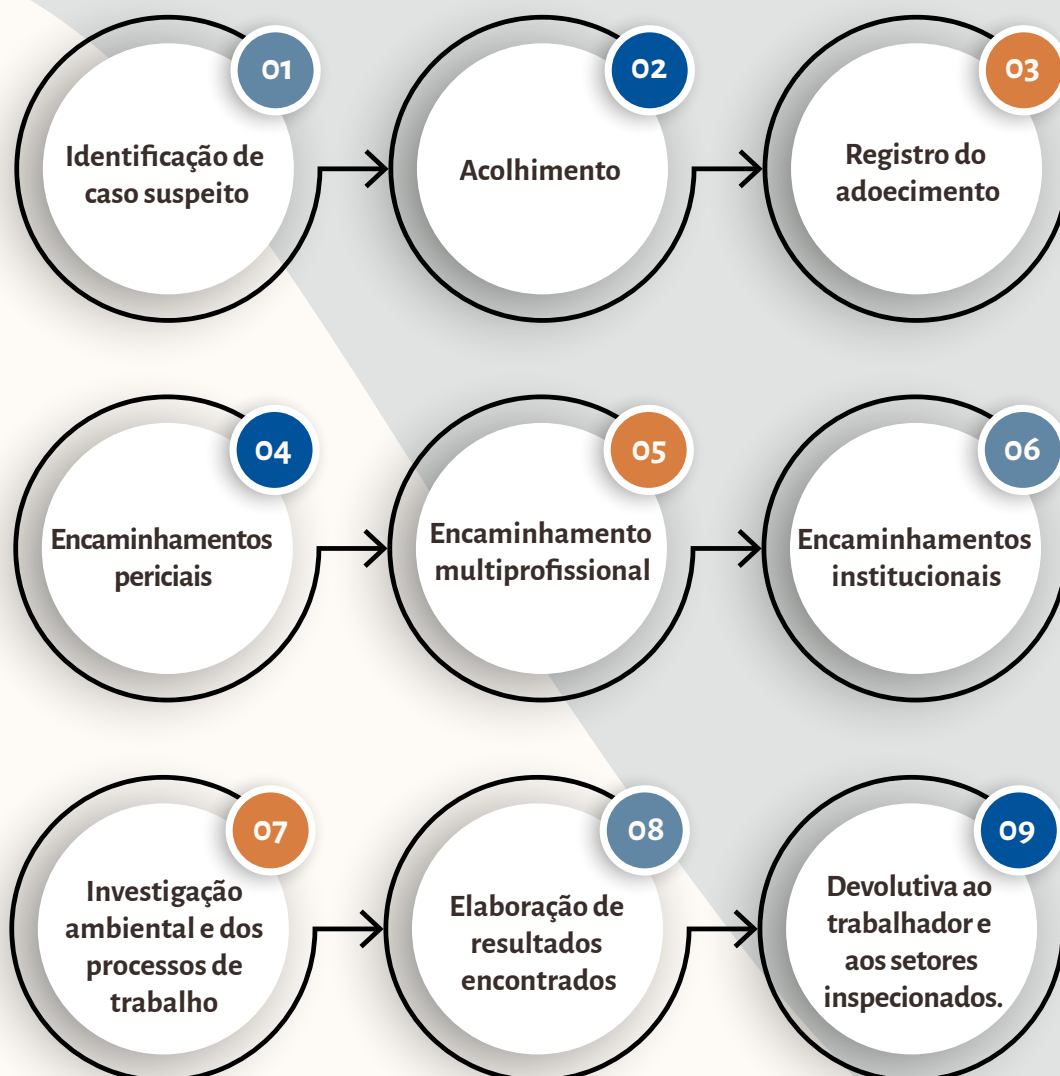 01
Identificação de
caso suspeito
02
Acolhimento
03
Registro do
adoecimento
04
Encaminhamentos
periciais
05
Encaminhamento
multiprofissional
06
Encaminhamentos
institucionais
07
Investigação
ambiental e dos
processos de
trabalho
08
Elaboração de
resultados
encontrados
09
Devolutiva ao
trabalhador e
aos setores
inspecionados.